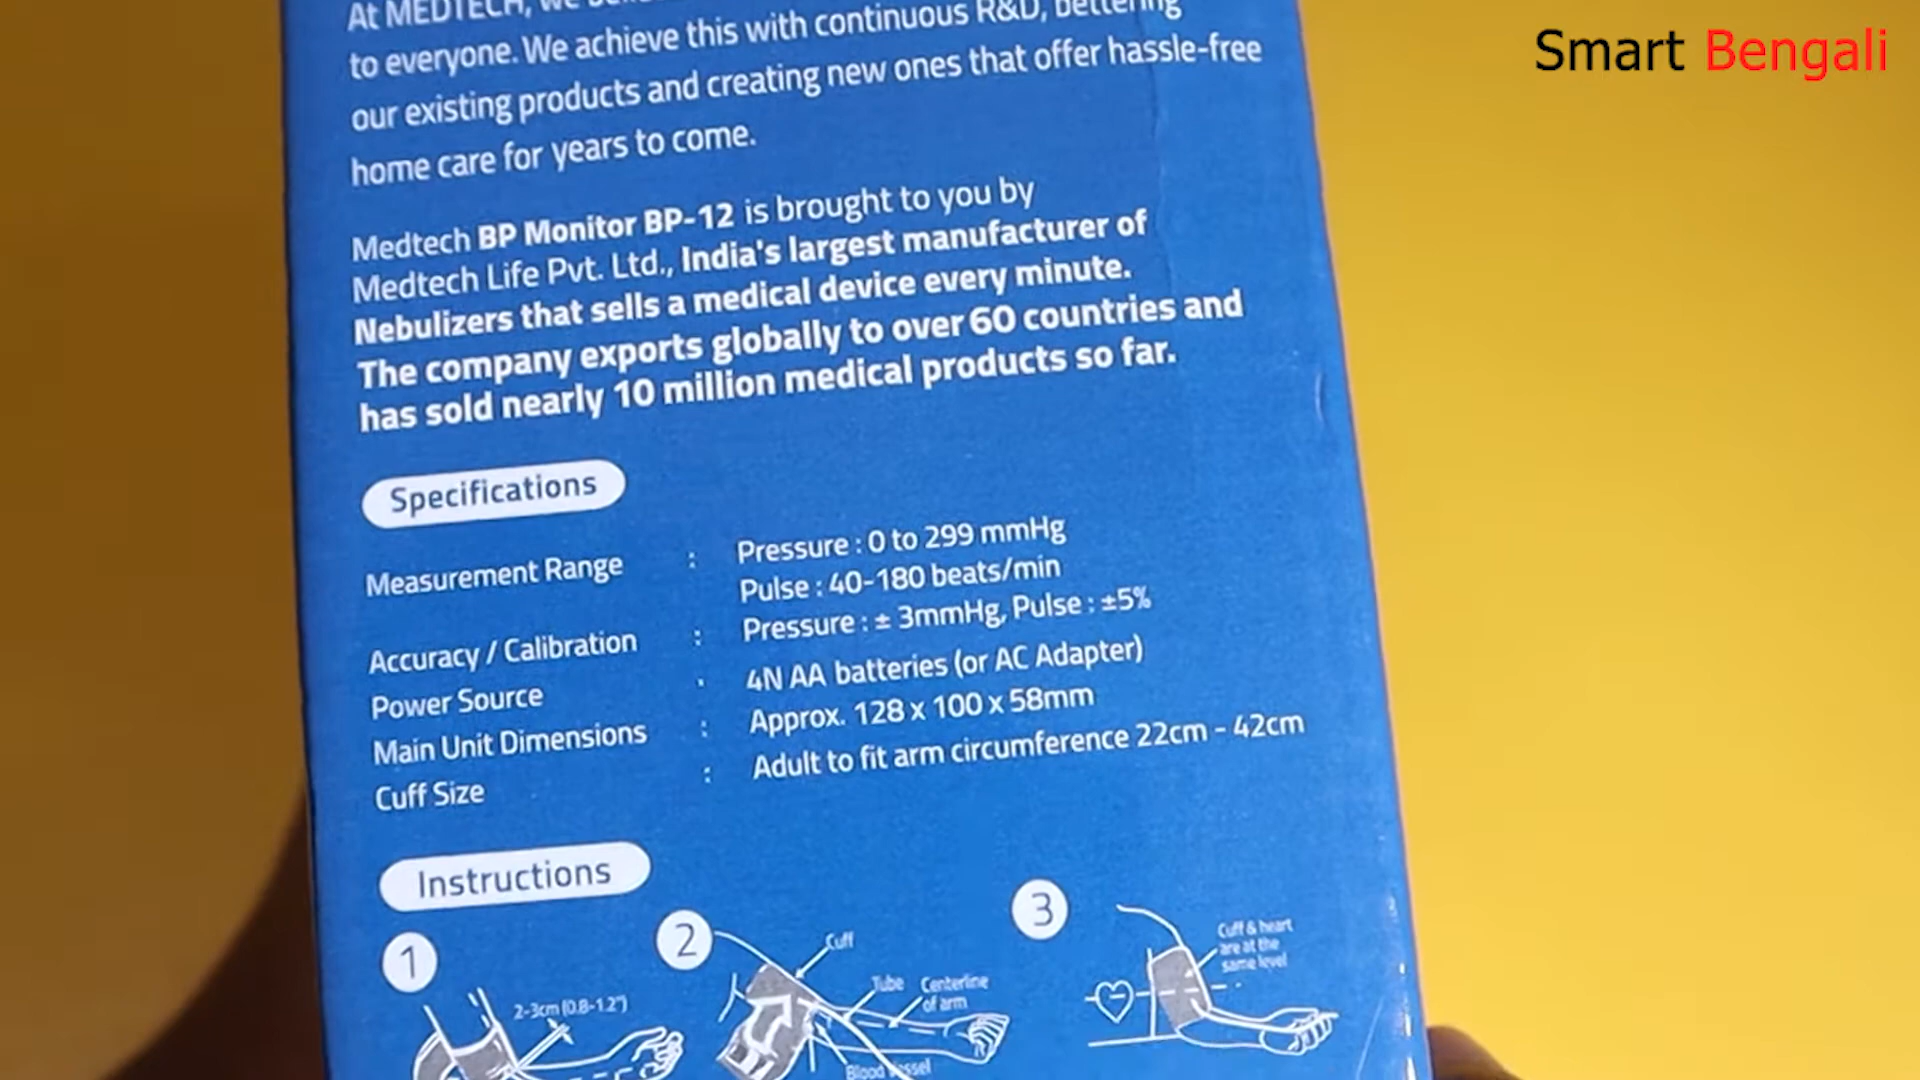 Smart Bengali
At MEDTECH, we
to everyone. We achieve this with continuous R&D, bettering
our existing products and creating new ones that offer hassle-free
home care for years to come.
Medtech BP Monitor BP-12 is brought to you by
Medtech Life Pvt. Ltd., India's largest manufacturer of
Nebulizers that sells a medical device every minute.
The company exports globally to over 60 countries and
has sold nearly 10 million medical products so far.
Specifications
Measurement Range : Pressure : 0 to 299 mmHg
Pulse : 40-180 beats/min
Accuracy / Calibration : Pressure : ± 3mmHg, Pulse : ±5%
Power Source : 4N AA batteries (or AC Adapter)
Main Unit Dimensions : Approx. 128 x 100 x 58mm
Cuff Size : Adult to fit arm circumference 22cm - 42cm
Instructions
1
2-3cm (0.8-1.2")
2
Cuff
Tube
Centerline
of arm
Blood vessel
3
Cuff & heart
are at the
same level